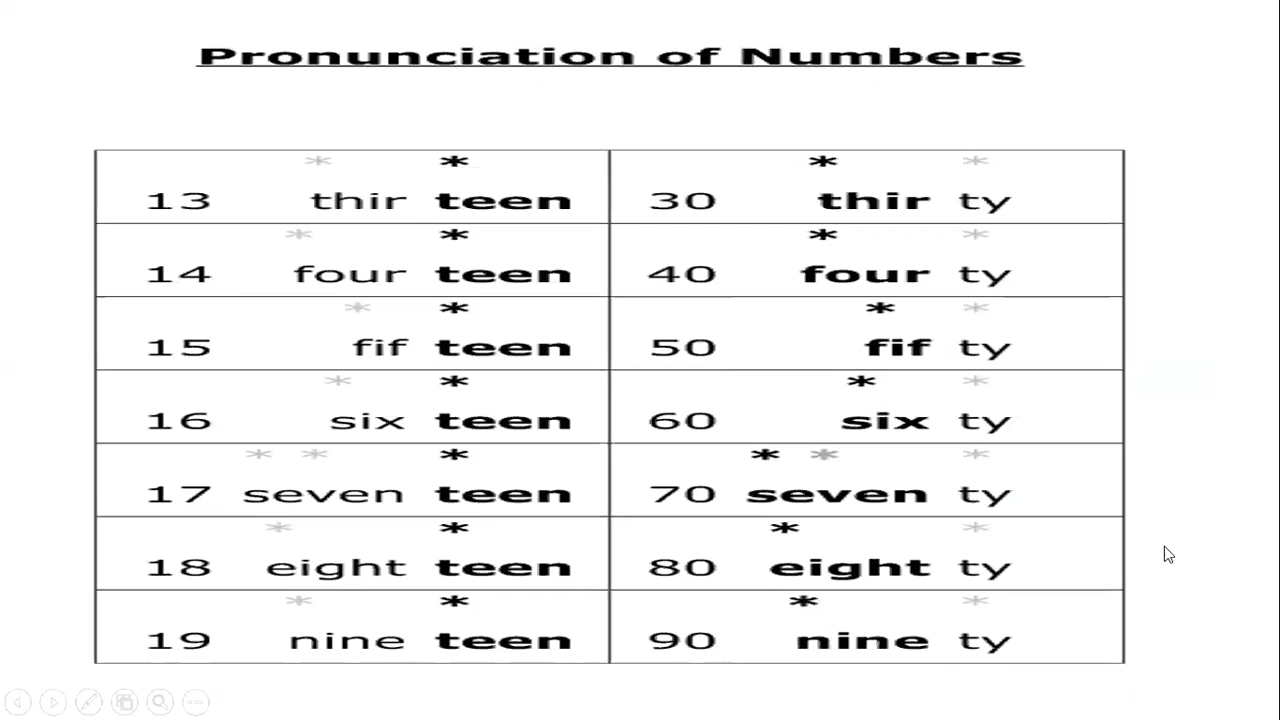 Pronunciation of Numbers
* * * *
13 thir teen 30 thir ty
* * * *
14 four teen 40 four ty
* * * *
15 fif teen 50 fif ty
* * * *
16 six teen 60 six ty
* * * * * *
17 seven teen 70 seven ty
* * * *
18 eight teen 80 eight ty
* * * *
19 nine teen 90 nine ty